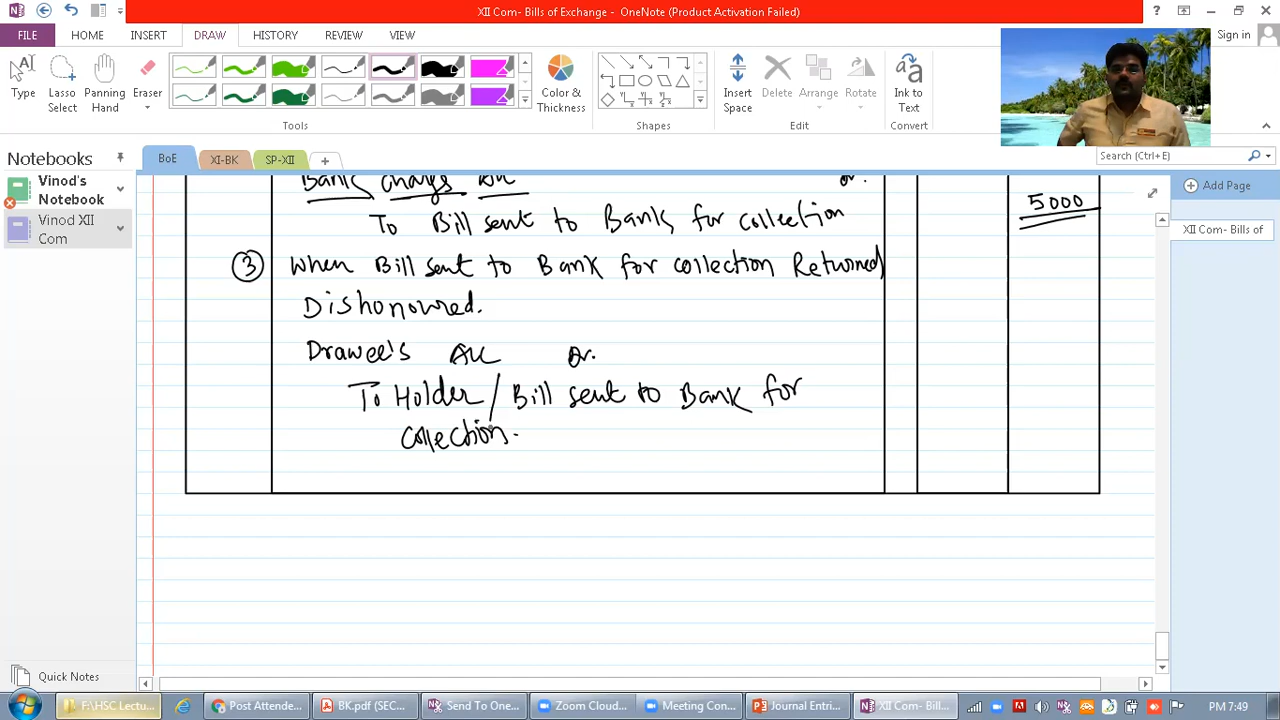 XII Com- Bills of Exchange - OneNote (Product Activation Failed)
FILE HOME INSERT DRAW HISTORY REVIEW VIEW
Sign in
Type
Lasso Select
Panning Hand
Eraser
Color & Thickness
Insert Space
Delete
Arrange
Rotate
Ink to Text
Tools
Shapes
Edit
Convert
Notebooks
BoE XI-BK SP-XII
Search (Ctrl+E)
Vinod's Notebook
Vinod XII Com
Add Page
XII Com- Bills of
Bank charge A/c Dr.
To Bill sent to Bank for collection
5000
3 When Bill sent to Bank for collection Returned
Dishonoured.
Drawee's A/c Dr.
To Holder / Bill sent to Bank for
collection.
Quick Notes
F:\HSC Lectu...
Post Attende...
BK.pdf (SEC...
Send To One...
Zoom Cloud...
Meeting Con...
Journal Entri...
XII Com- Bill...
PM 7:49